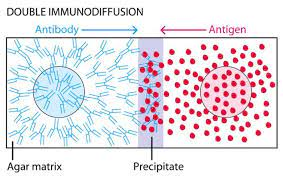 DOUBLE IMMUNODIFFUSION
Antibody
Antigen
Agar matrix
Precipitate